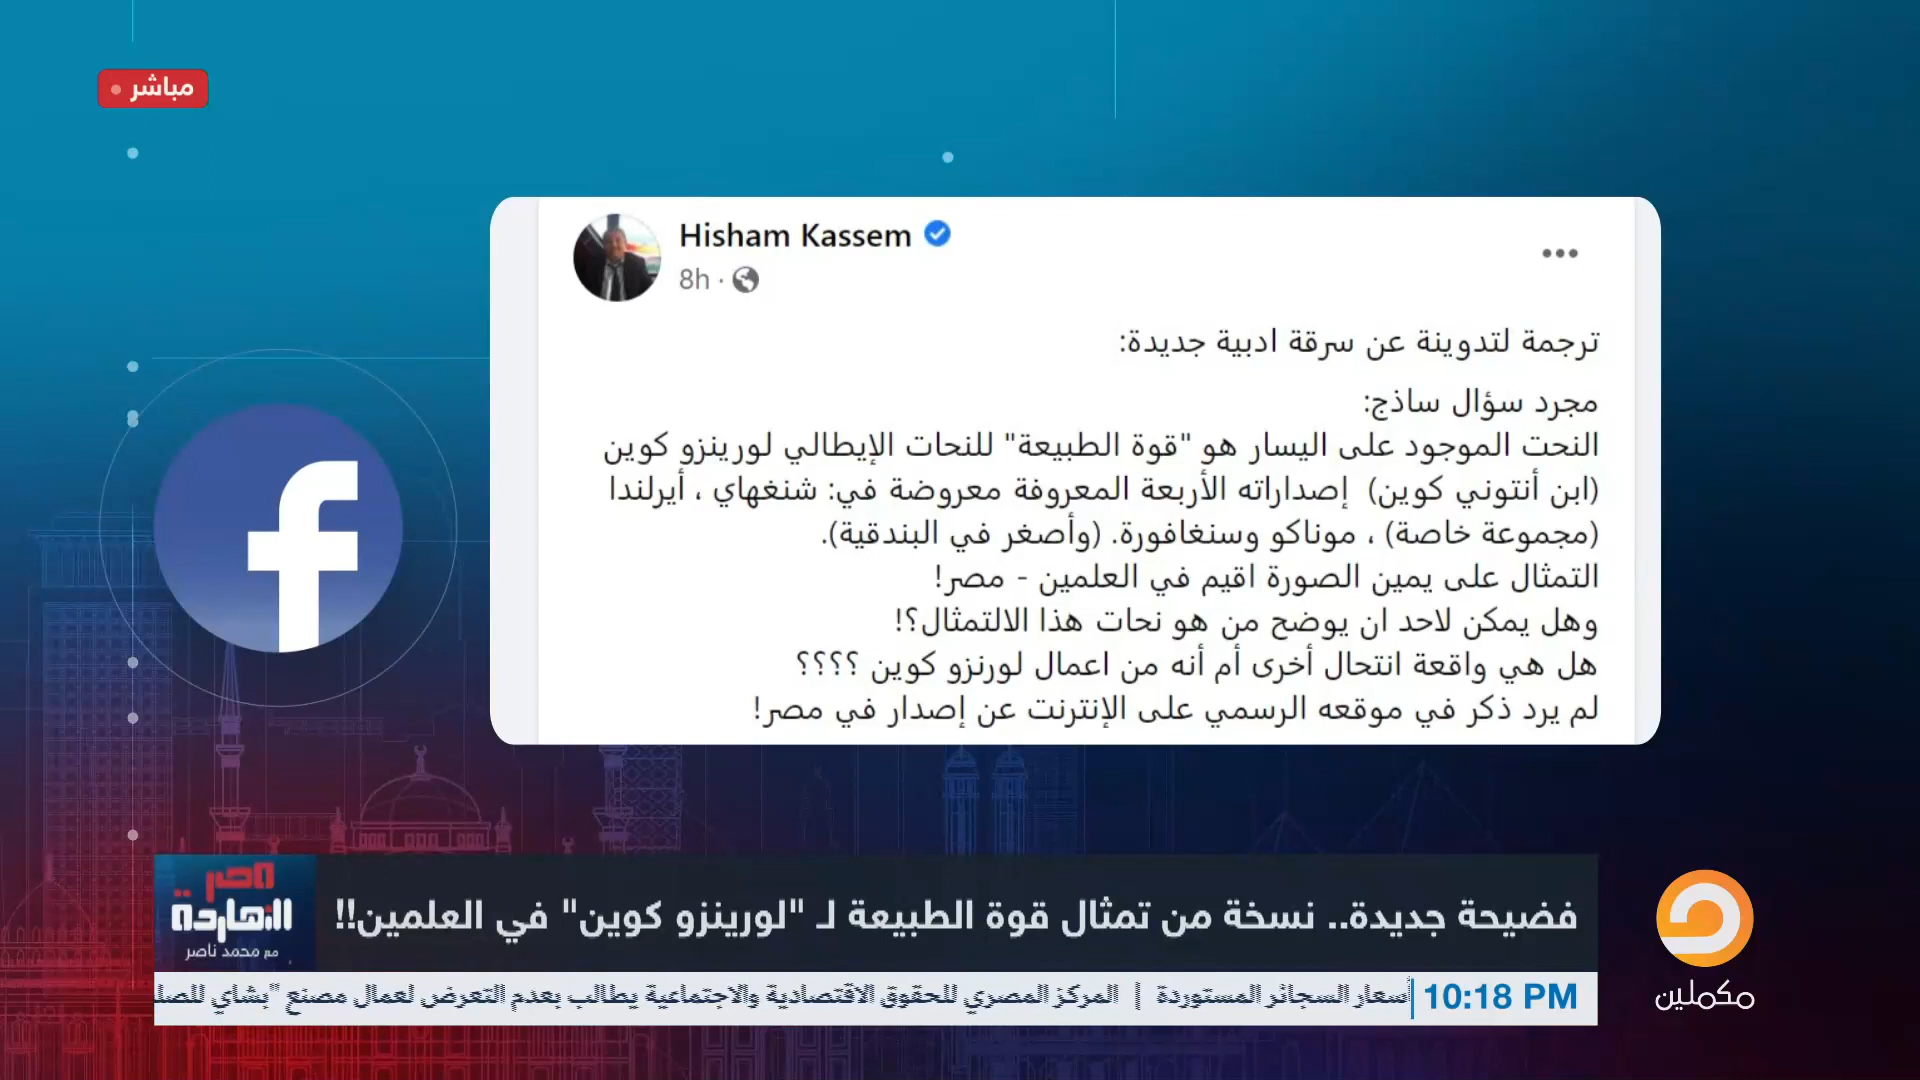 مباشر
Hisham Kassem
8h ·
ترجمة لتدوينة عن سرقة ادبية جديدة:
مجرد سؤال ساذج:
النحت الموجود على اليسار هو "قوة الطبيعة" للنحات الإيطالي لورينزو كوين
(ابن أنتوني كوين) إصداراته الأربعة المعروفة معروضة في: شنغهاي ، أيرلندا
(مجموعة خاصة) ، موناكو وسنغافورة. (وأصغر في البندقية).
التمثال على يمين الصورة اقيم في العلمين - مصر!
وهل يمكن لاحد ان يوضح من هو نحات هذا الالتمثال؟!
هل هي واقعة انتحال أخرى أم أنه من اعمال لورنزو كوين ؟؟؟؟
لم يرد ذكر في موقعه الرسمي على الإنترنت عن إصدار في مصر!
مصر
النهاردة
مع محمد ناصر
فضيحة جديدة.. نسخة من تمثال قوة الطبيعة لـ "لورينزو كوين" في العلمين!!
10:18 PM
أسعار السجائر المستوردة | المركز المصري للحقوق الاقتصادية والاجتماعية يطالب بعدم التعرض لعمال مصنع "بشاي للصلب
مكملين